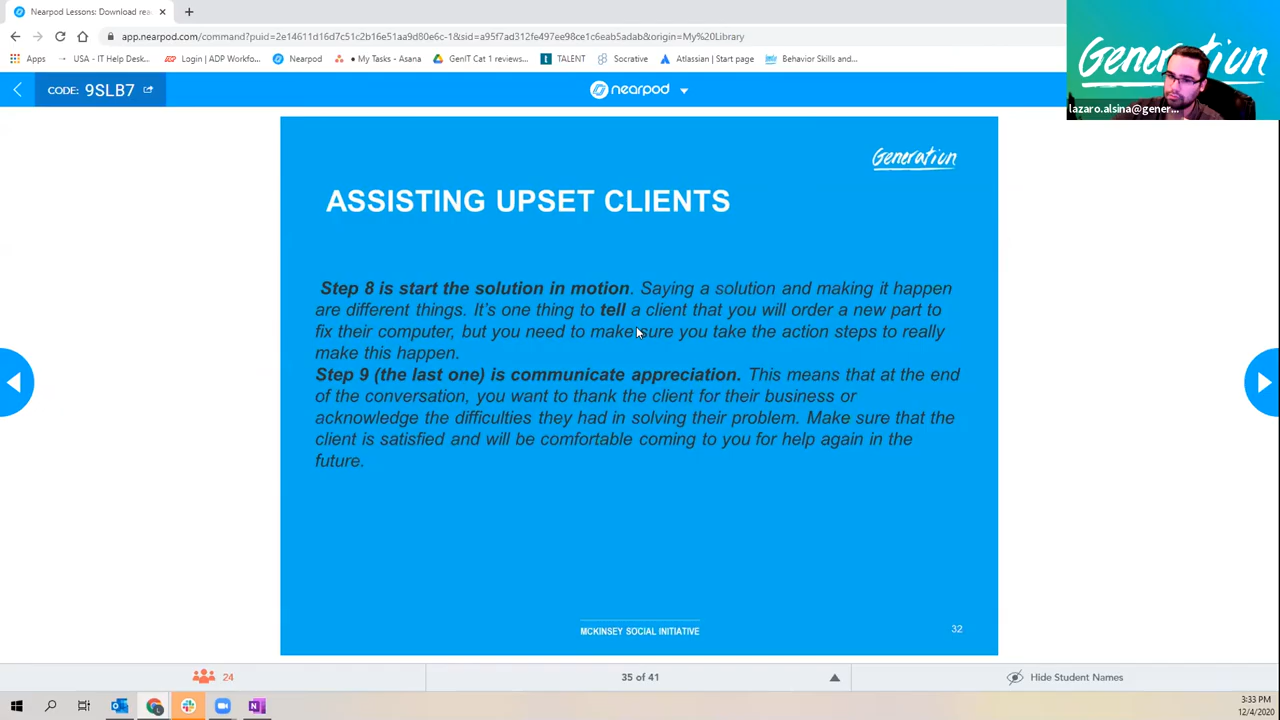 Nearpod Lessons: Download rea
app.nearpod.com/command?puid=2e14611d16d7c51c2b16e51aa9d80e6c-1&sid=a95f7ad312fe497ee98ce1c6eab5adab&origin=My%20Library
Apps USA - IT Help Desk... Login | ADP Workfo... Nearpod • My Tasks - Asana GenIT Cat 1 reviews... TALENT Socrative Atlassian | Start page Behavior Skills and...
Generation
lazaro.alsina@gener...
CODE: 9SLB7 nearpod
Generation
ASSISTING UPSET CLIENTS
Step 8 is start the solution in motion. Saying a solution and making it happen
are different things. It's one thing to tell a client that you will order a new part to
fix their computer, but you need to make sure you take the action steps to really
make this happen.
Step 9 (the last one) is communicate appreciation. This means that at the end
of the conversation, you want to thank the client for their business or
acknowledge the difficulties they had in solving their problem. Make sure that the
client is satisfied and will be comfortable coming to you for help again in the
future.
MCKINSEY SOCIAL INITIATIVE 32
24 35 of 41 Hide Student Names
3:33 PM
12/4/2020